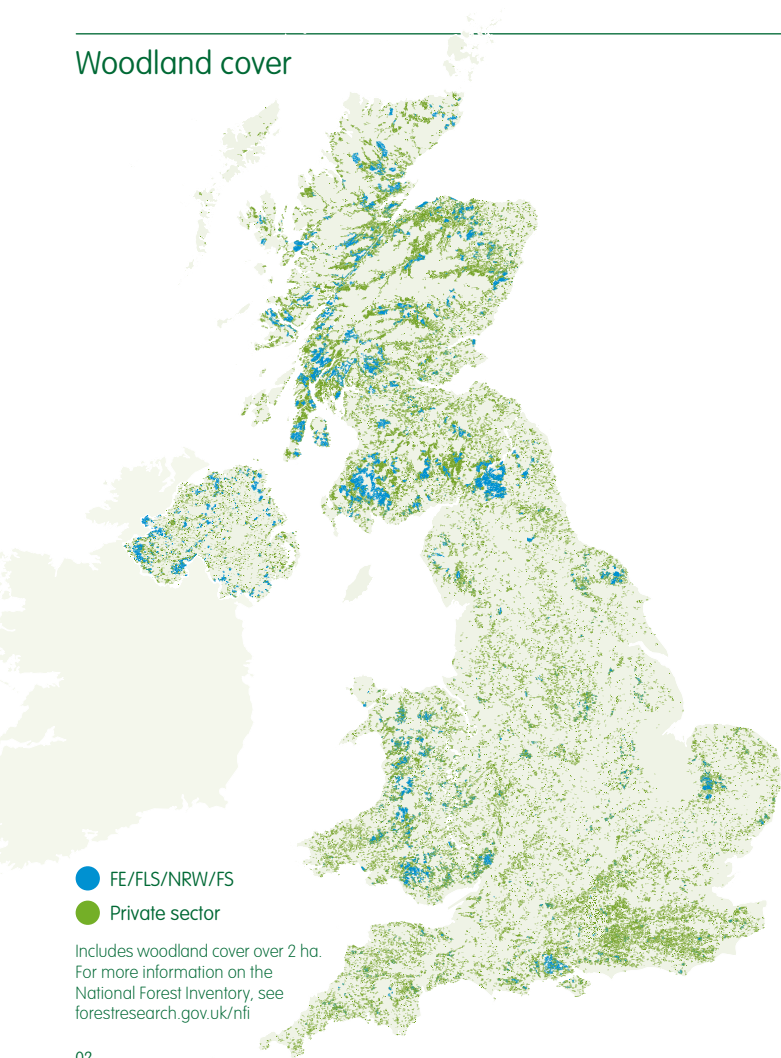 Woodland cover
FE/FLS/NRW/FS
Private sector
Includes woodland cover over 2 ha.
For more information on the
National Forest Inventory, see
forestresearch.gov.uk/nfi
02